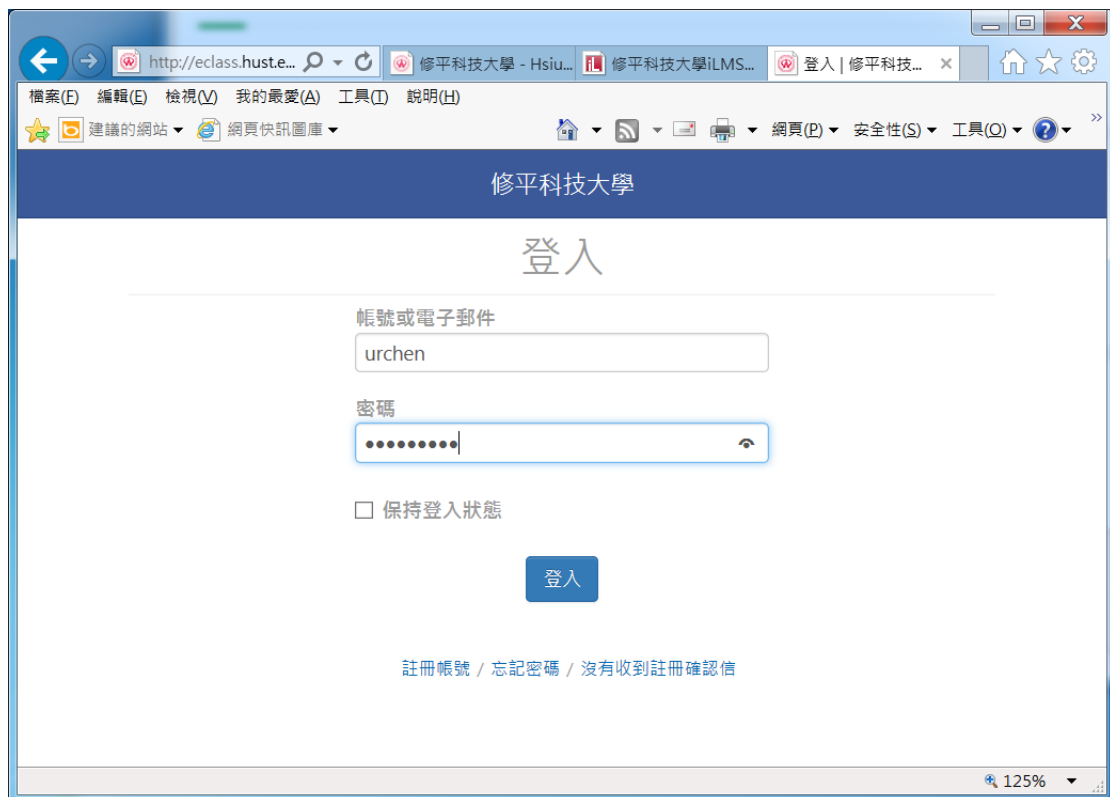 http://eclass.hust.e... 修平科技大學 - Hsiu... 修平科技大學iLMS... 登入 | 修平科技...
檔案(F) 編輯(E) 檢視(V) 我的最愛(A) 工具(T) 說明(H)
建議的網站 網頁快訊圖庫 網頁(P) 安全性(S) 工具(O)
修平科技大學
登入
帳號或電子郵件
urchen
密碼
保持登入狀態
登入
註冊帳號 / 忘記密碼 / 沒有收到註冊確認信
125%